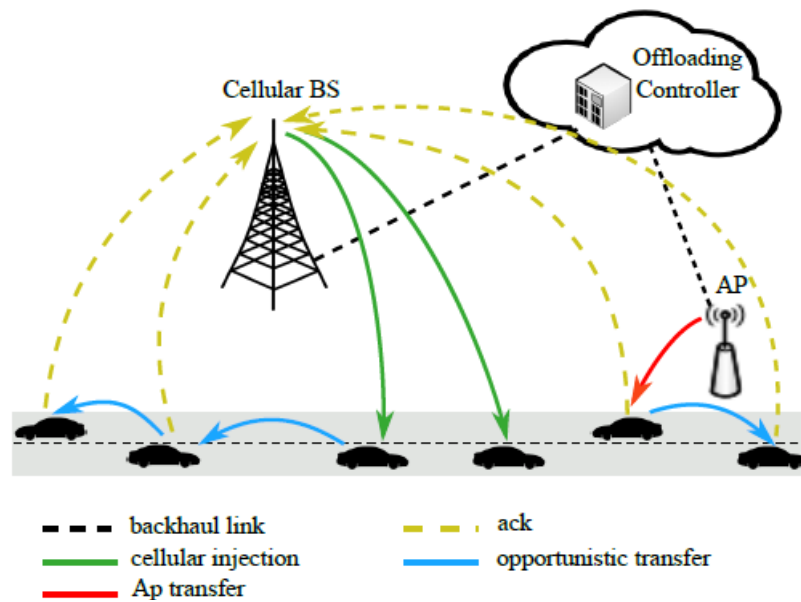 Offloading
Controller
Cellular BS
AP
backhaul link
ack
cellular injection
opportunistic transfer
Ap transfer